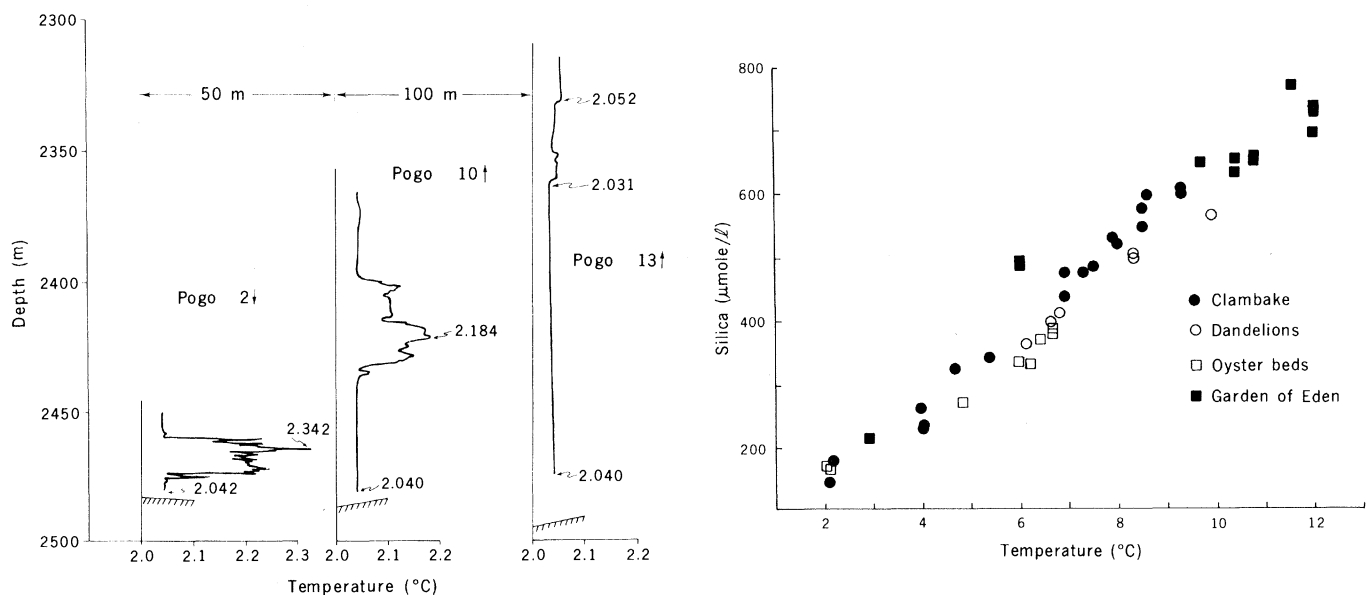 2300
2350
2400
2450
2500
Depth (m)
50 m
100 m
Pogo 2↓
2.342
2.042
Pogo 10↑
2.184
2.040
2.052
2.031
Pogo 13↑
2.040
2.0 2.1 2.2 2.3
2.0 2.1 2.2
2.0 2.1 2.2
Temperature (°C)
800
600
400
200
Silica (μmole/ℓ)
Clambake
Dandelions
Oyster beds
Garden of Eden
2 4 6 8 10 12
Temperature (°C)